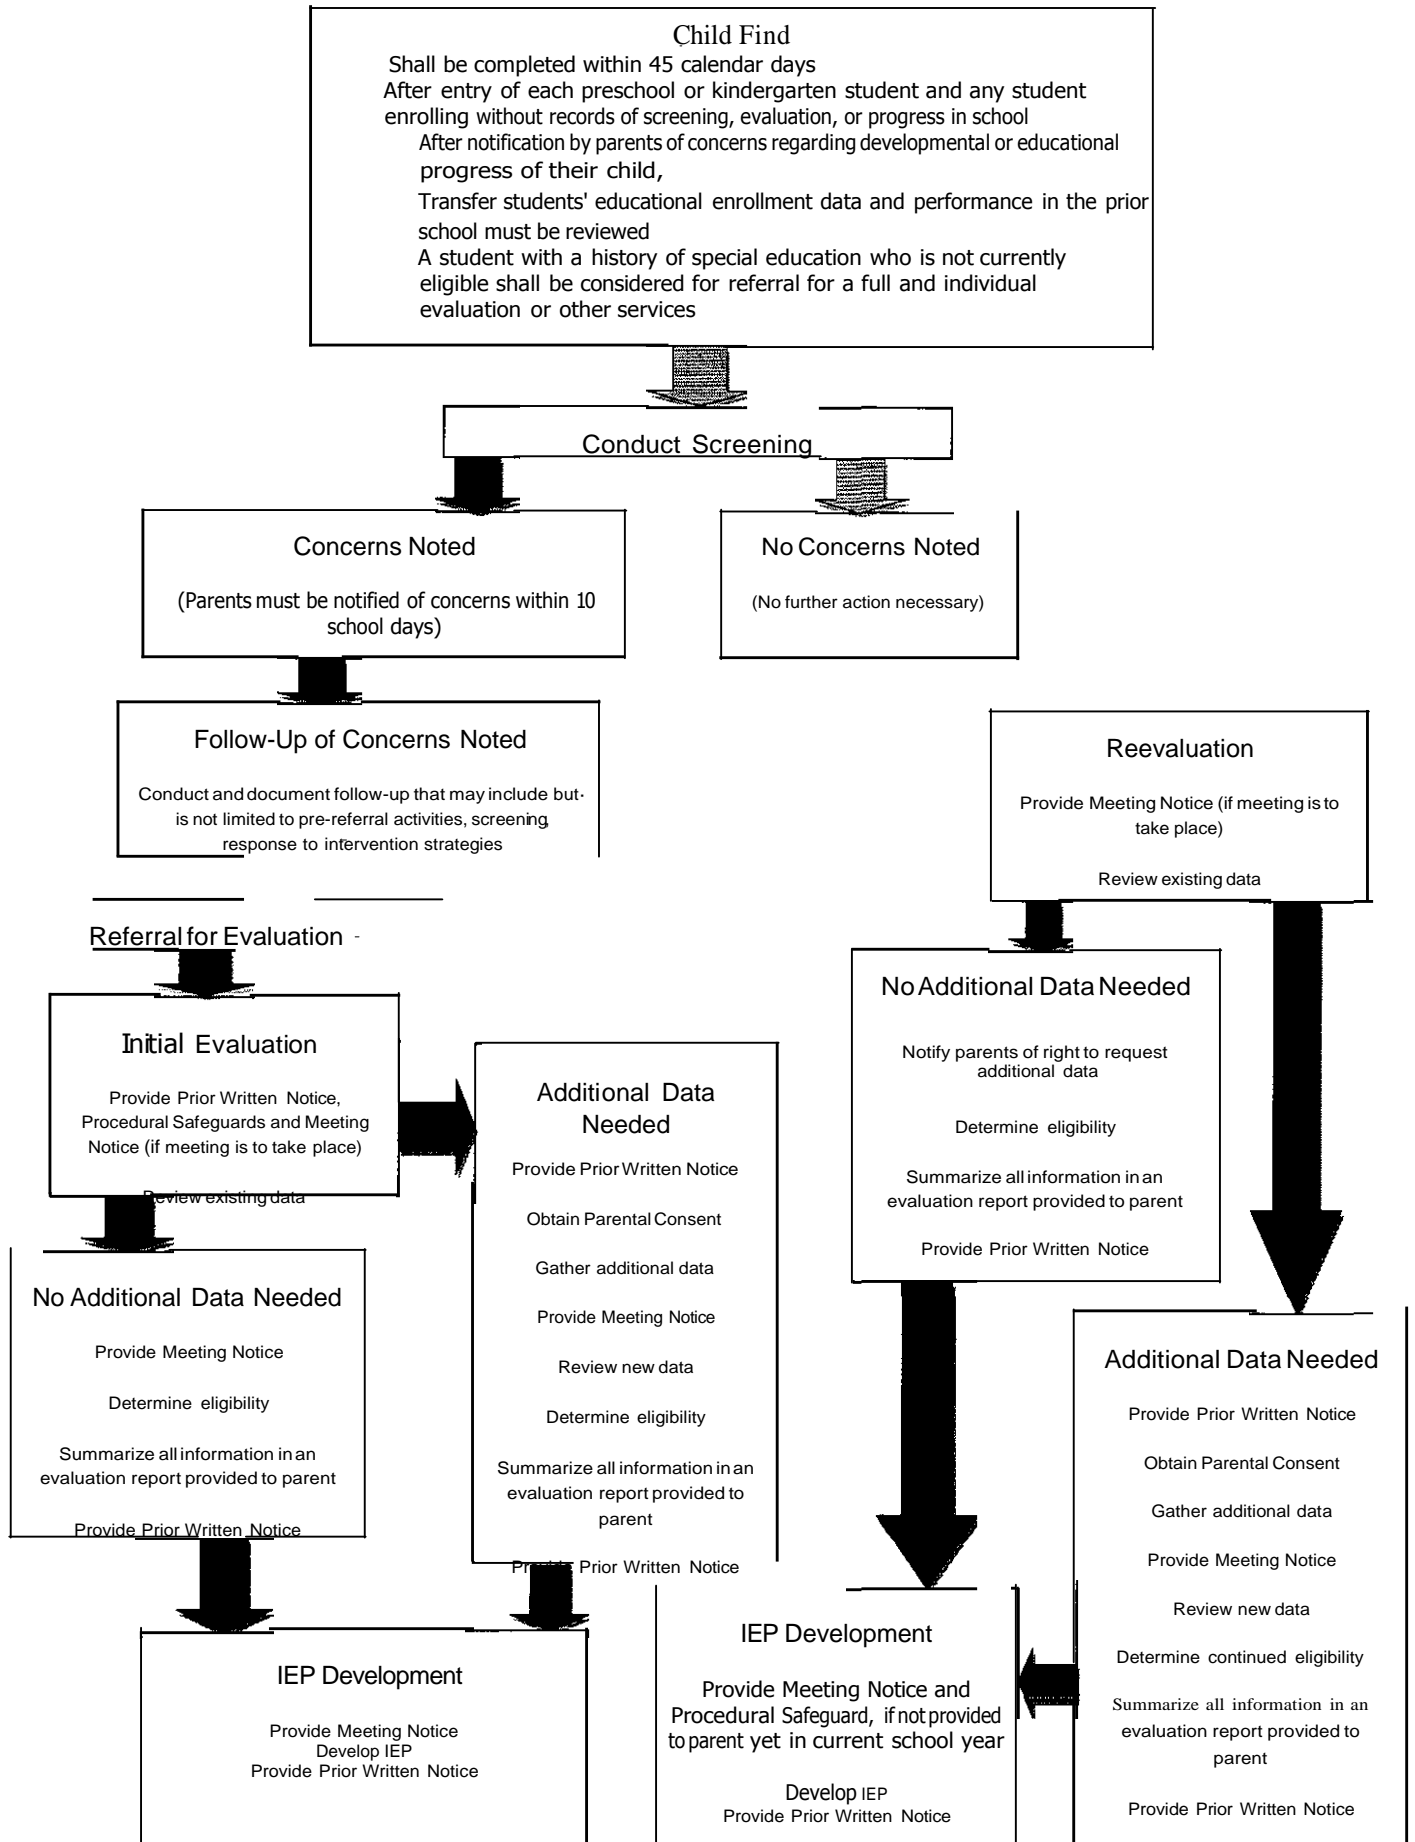 Child Find
Shall be completed within 45 calendar days
After entry of each preschool or kindergarten student and any student
enrolling without records of screening, evaluation, or progress in school
After notification by parents of concerns regarding developmental or educational
progress of their child,
Transfer students' educational enrollment data and performance in the prior
school must be reviewed
A student with a history of special education who is not currently
eligible shall be considered for referral for a full and individual
evaluation or other services
Conduct Screening
Concerns Noted
(Parents must be notified of concerns within 10
school days)
No Concerns Noted
(No further action necessary)
Follow-Up of Concerns Noted
Conduct and document follow-up that may include but
is not limited to pre-referral activities, screening,
response to intervention strategies
Referral for Evaluation
Initial Evaluation
Provide Prior Written Notice,
Procedural Safeguards and Meeting
Notice (if meeting is to take place)
Review existing data
Additional Data
Needed
Provide Prior Written Notice
Obtain Parental Consent
Gather additional data
Provide Meeting Notice
Review new data
Determine eligibility
Summarize all information in an
evaluation report provided to
parent
Provide Prior Written Notice
No Additional Data Needed
Provide Meeting Notice
Determine eligibility
Summarize all information in an
evaluation report provided to parent
Provide Prior Written Notice
IEP Development
Provide Meeting Notice
Develop IEP
Provide Prior Written Notice
Reevaluation
Provide Meeting Notice (if meeting is to
take place)
Review existing data
No Additional Data Needed
Notify parents of right to request
additional data
Determine eligibility
Summarize all information in an
evaluation report provided to parent
Provide Prior Written Notice
Additional Data Needed
Provide Prior Written Notice
Obtain Parental Consent
Gather additional data
Provide Meeting Notice
Review new data
Determine continued eligibility
Summarize all information in an
evaluation report provided to
parent
Provide Prior Written Notice
IEP Development
Provide Meeting Notice and
Procedural Safeguard, if not provided
to parent yet in current school year
Develop IEP
Provide Prior Written Notice